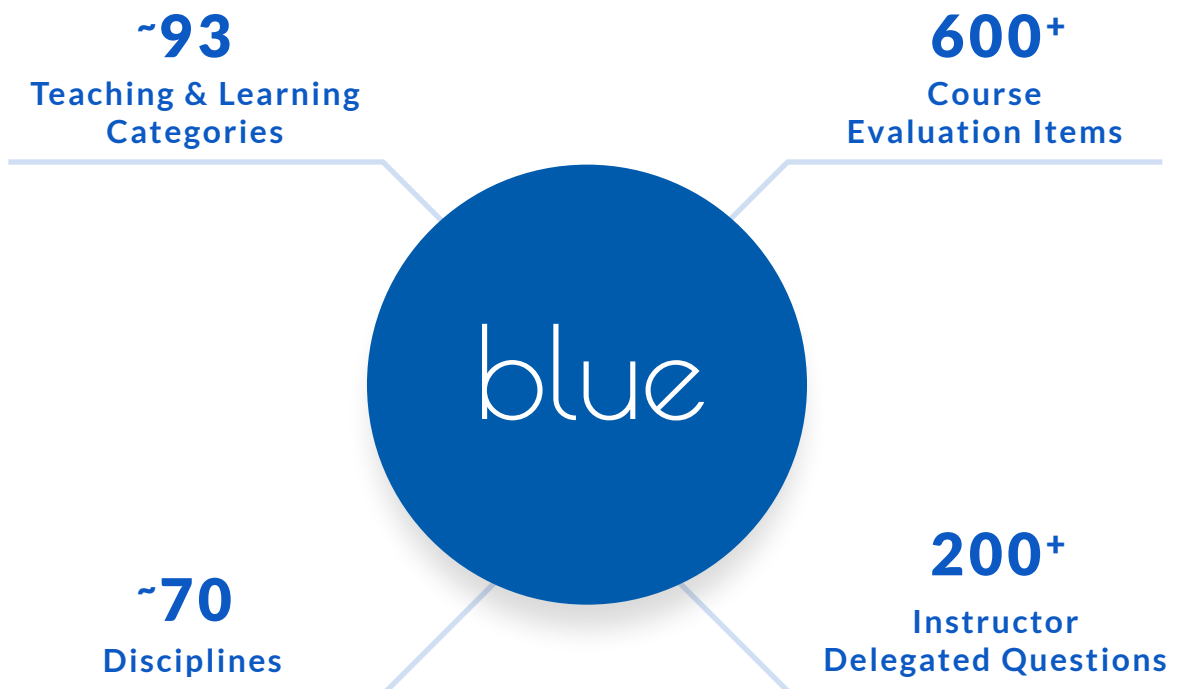 ~93
Teaching & Learning
Categories
600+
Course
Evaluation Items
blue
~70
Disciplines
200+
Instructor
Delegated Questions